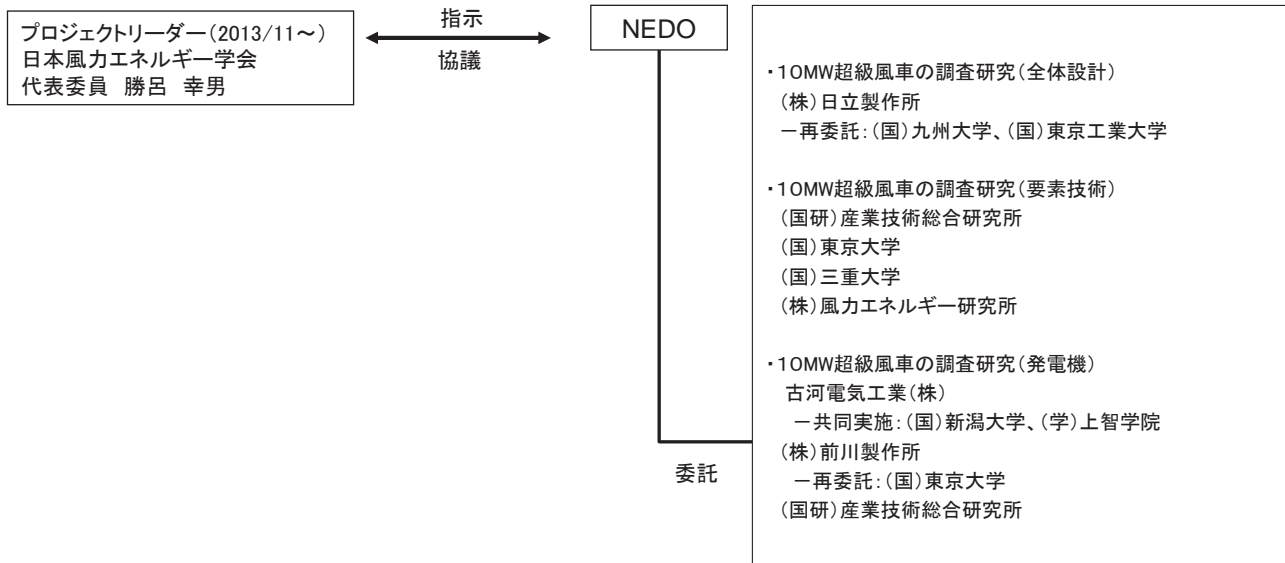 プロジェクトリーダー(2013/11～)
日本風力エネルギー学会
代表委員 勝呂 幸男
指示
協議
NEDO
・10MW超級風車の調査研究(全体設計)
(株)日立製作所
－再委託:(国)九州大学、(国)東京工業大学
・10MW超級風車の調査研究(要素技術)
(国研)産業技術総合研究所
(国)東京大学
(国)三重大学
(株)風力エネルギー研究所
・10MW超級風車の調査研究(発電機)
古河電気工業(株)
－共同実施:(国)新潟大学、(学)上智学院
(株)前川製作所
－再委託:(国)東京大学
(国研)産業技術総合研究所
委託